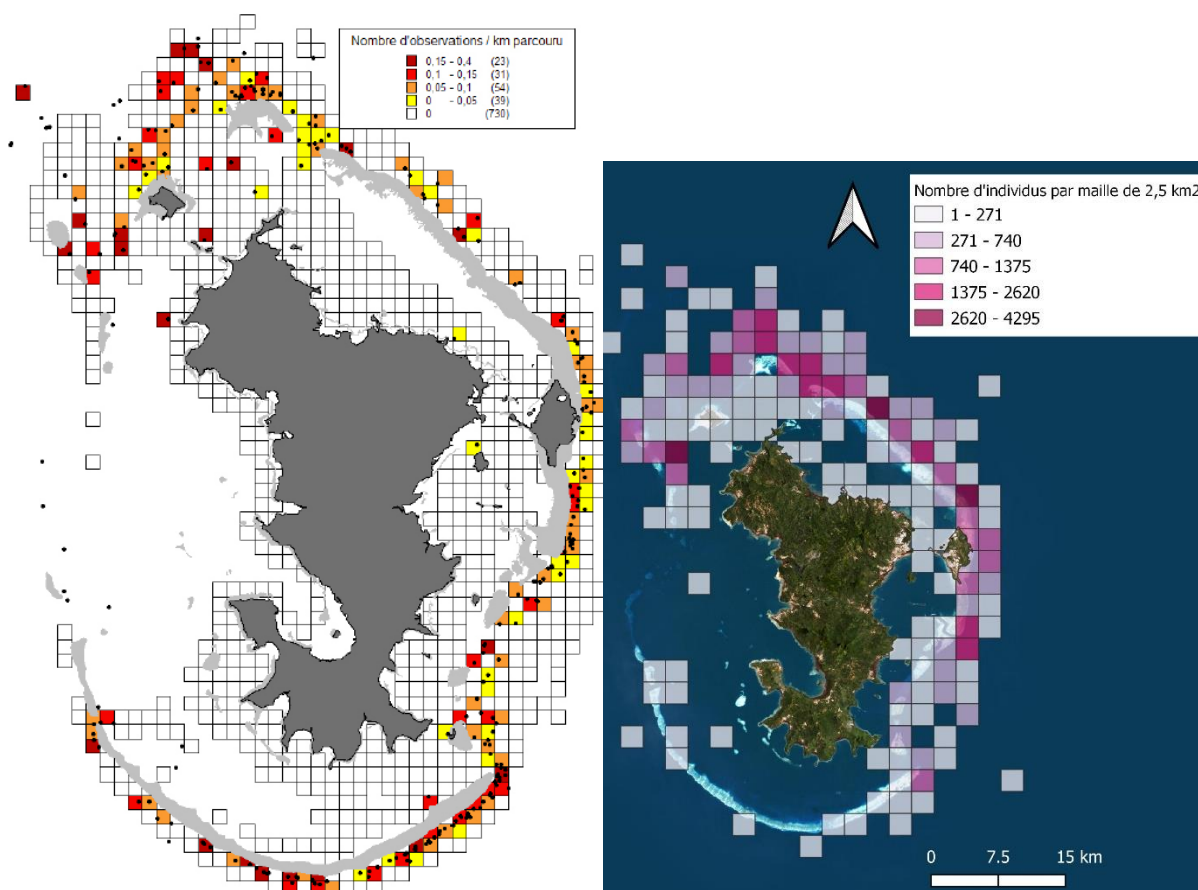 Nombre d'observations / km parcouru
0,15 - 0,4 (23)
0,1 - 0,15 (31)
0,05 - 0,1 (54)
0 - 0,05 (39)
0 (730)
Nombre d'individus par maille de 2,5 km2
1 - 271
271 - 740
740 - 1375
1375 - 2620
2620 - 4295
0 7.5 15 km